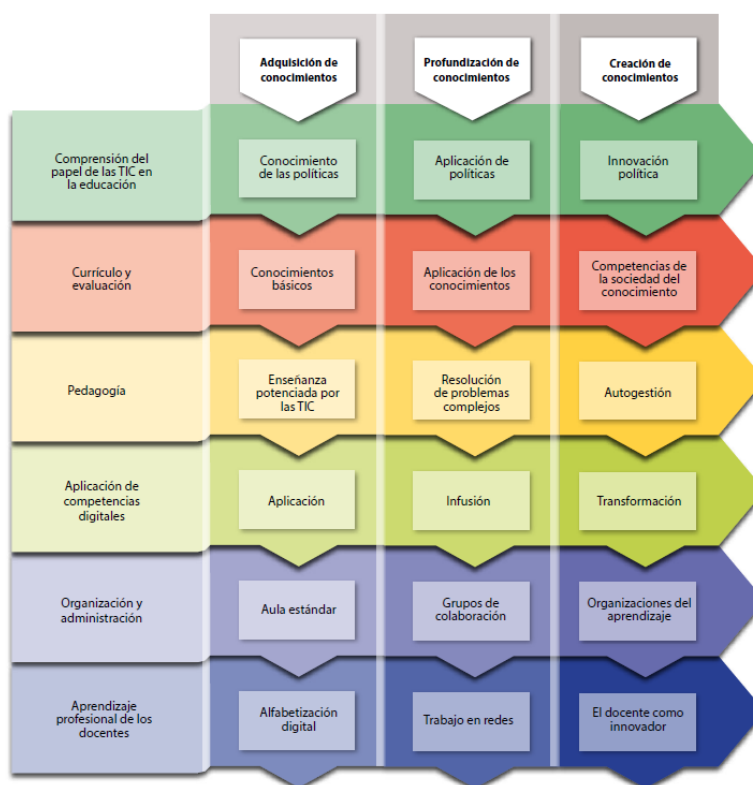 Adquisición de
conocimientos
Profundización de
conocimientos
Creación de
conocimientos
Comprensión del
papel de las TIC en
la educación
Conocimiento
de las políticas
Aplicación de
políticas
Innovación
política
Currículo y
evaluación
Conocimientos
básicos
Aplicación de los
conocimientos
Competencias de
la sociedad del
conocimiento
Pedagogía
Enseñanza
potenciada por
las TIC
Resolución
de problemas
complejos
Autogestión
Aplicación de
competencias
digitales
Aplicación
Infusión
Transformación
Organización y
administración
Aula estándar
Grupos de
colaboración
Organizaciones del
aprendizaje
Aprendizaje
profesional de los
docentes
Alfabetización
digital
Trabajo en redes
El docente como
innovador